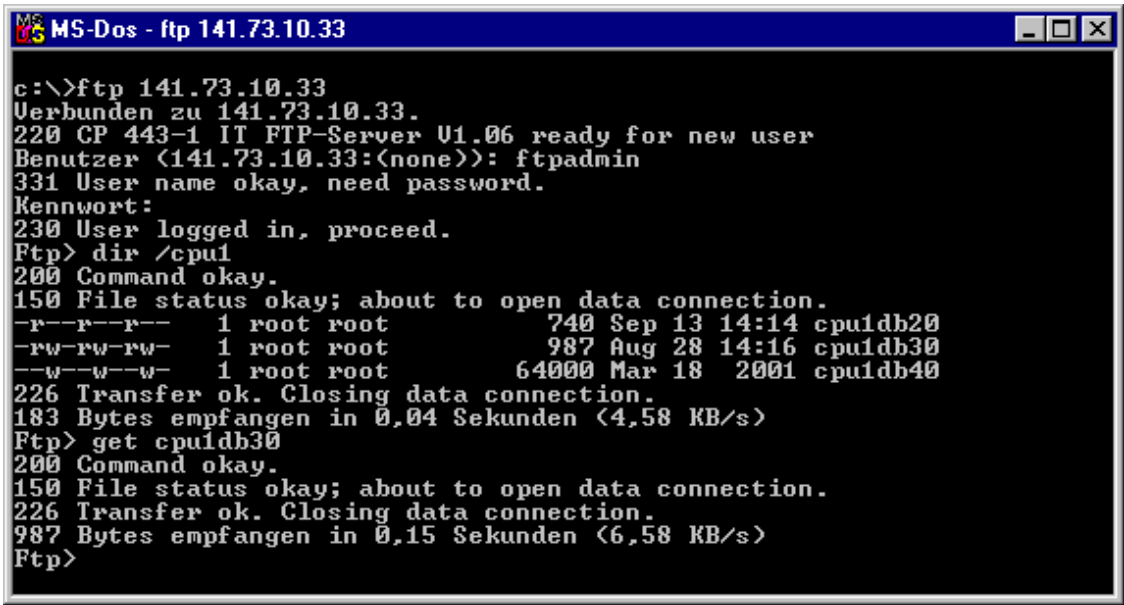 MS-Dos - ftp 141.73.10.33
c:\>ftp 141.73.10.33
Verbunden zu 141.73.10.33.
220 CP 443-1 IT FTP-Server V1.06 ready for new user
Benutzer (141.73.10.33:(none)): ftpadmin
331 User name okay, need password.
Kennwort:
230 User logged in, proceed.
Ftp> dir /cpu1
200 Command okay.
150 File status okay; about to open data connection.
-r--r--r--   1 root root          740 Sep 13 14:14 cpu1db20
-rw-rw-rw-   1 root root          987 Aug 28 14:16 cpu1db30
--w--w--w-   1 root root        64000 Mar 18  2001 cpu1db40
226 Transfer ok. Closing data connection.
183 Bytes empfangen in 0,04 Sekunden (4,58 KB/s)
Ftp> get cpu1db30
200 Command okay.
150 File status okay; about to open data connection.
226 Transfer ok. Closing data connection.
987 Bytes empfangen in 0,15 Sekunden (6,58 KB/s)
Ftp>